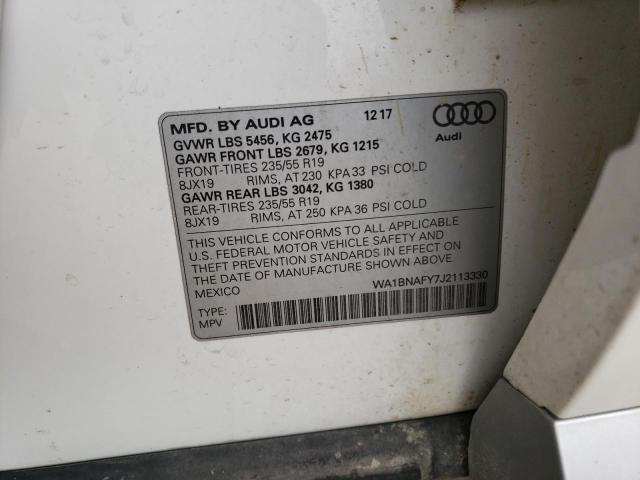 MFD. BY AUDI AG 12 17
GVWR LBS 5456, KG 2475
GAWR FRONT LBS 2679, KG 1215
FRONT-TIRES 235/55 R19
8JX19 RIMS, AT 230 KPA 33 PSI COLD
GAWR REAR LBS 3042, KG 1380
REAR-TIRES 235/55 R19
8JX19 RIMS, AT 250 KPA 36 PSI COLD
Audi
THIS VEHICLE CONFORMS TO ALL APPLICABLE
U.S. FEDERAL MOTOR VEHICLE SAFETY AND
THEFT PREVENTION STANDARDS IN EFFECT ON
THE DATE OF MANUFACTURE SHOWN ABOVE
MEXICO WA1BNAFY7J2113330
TYPE:
MPV